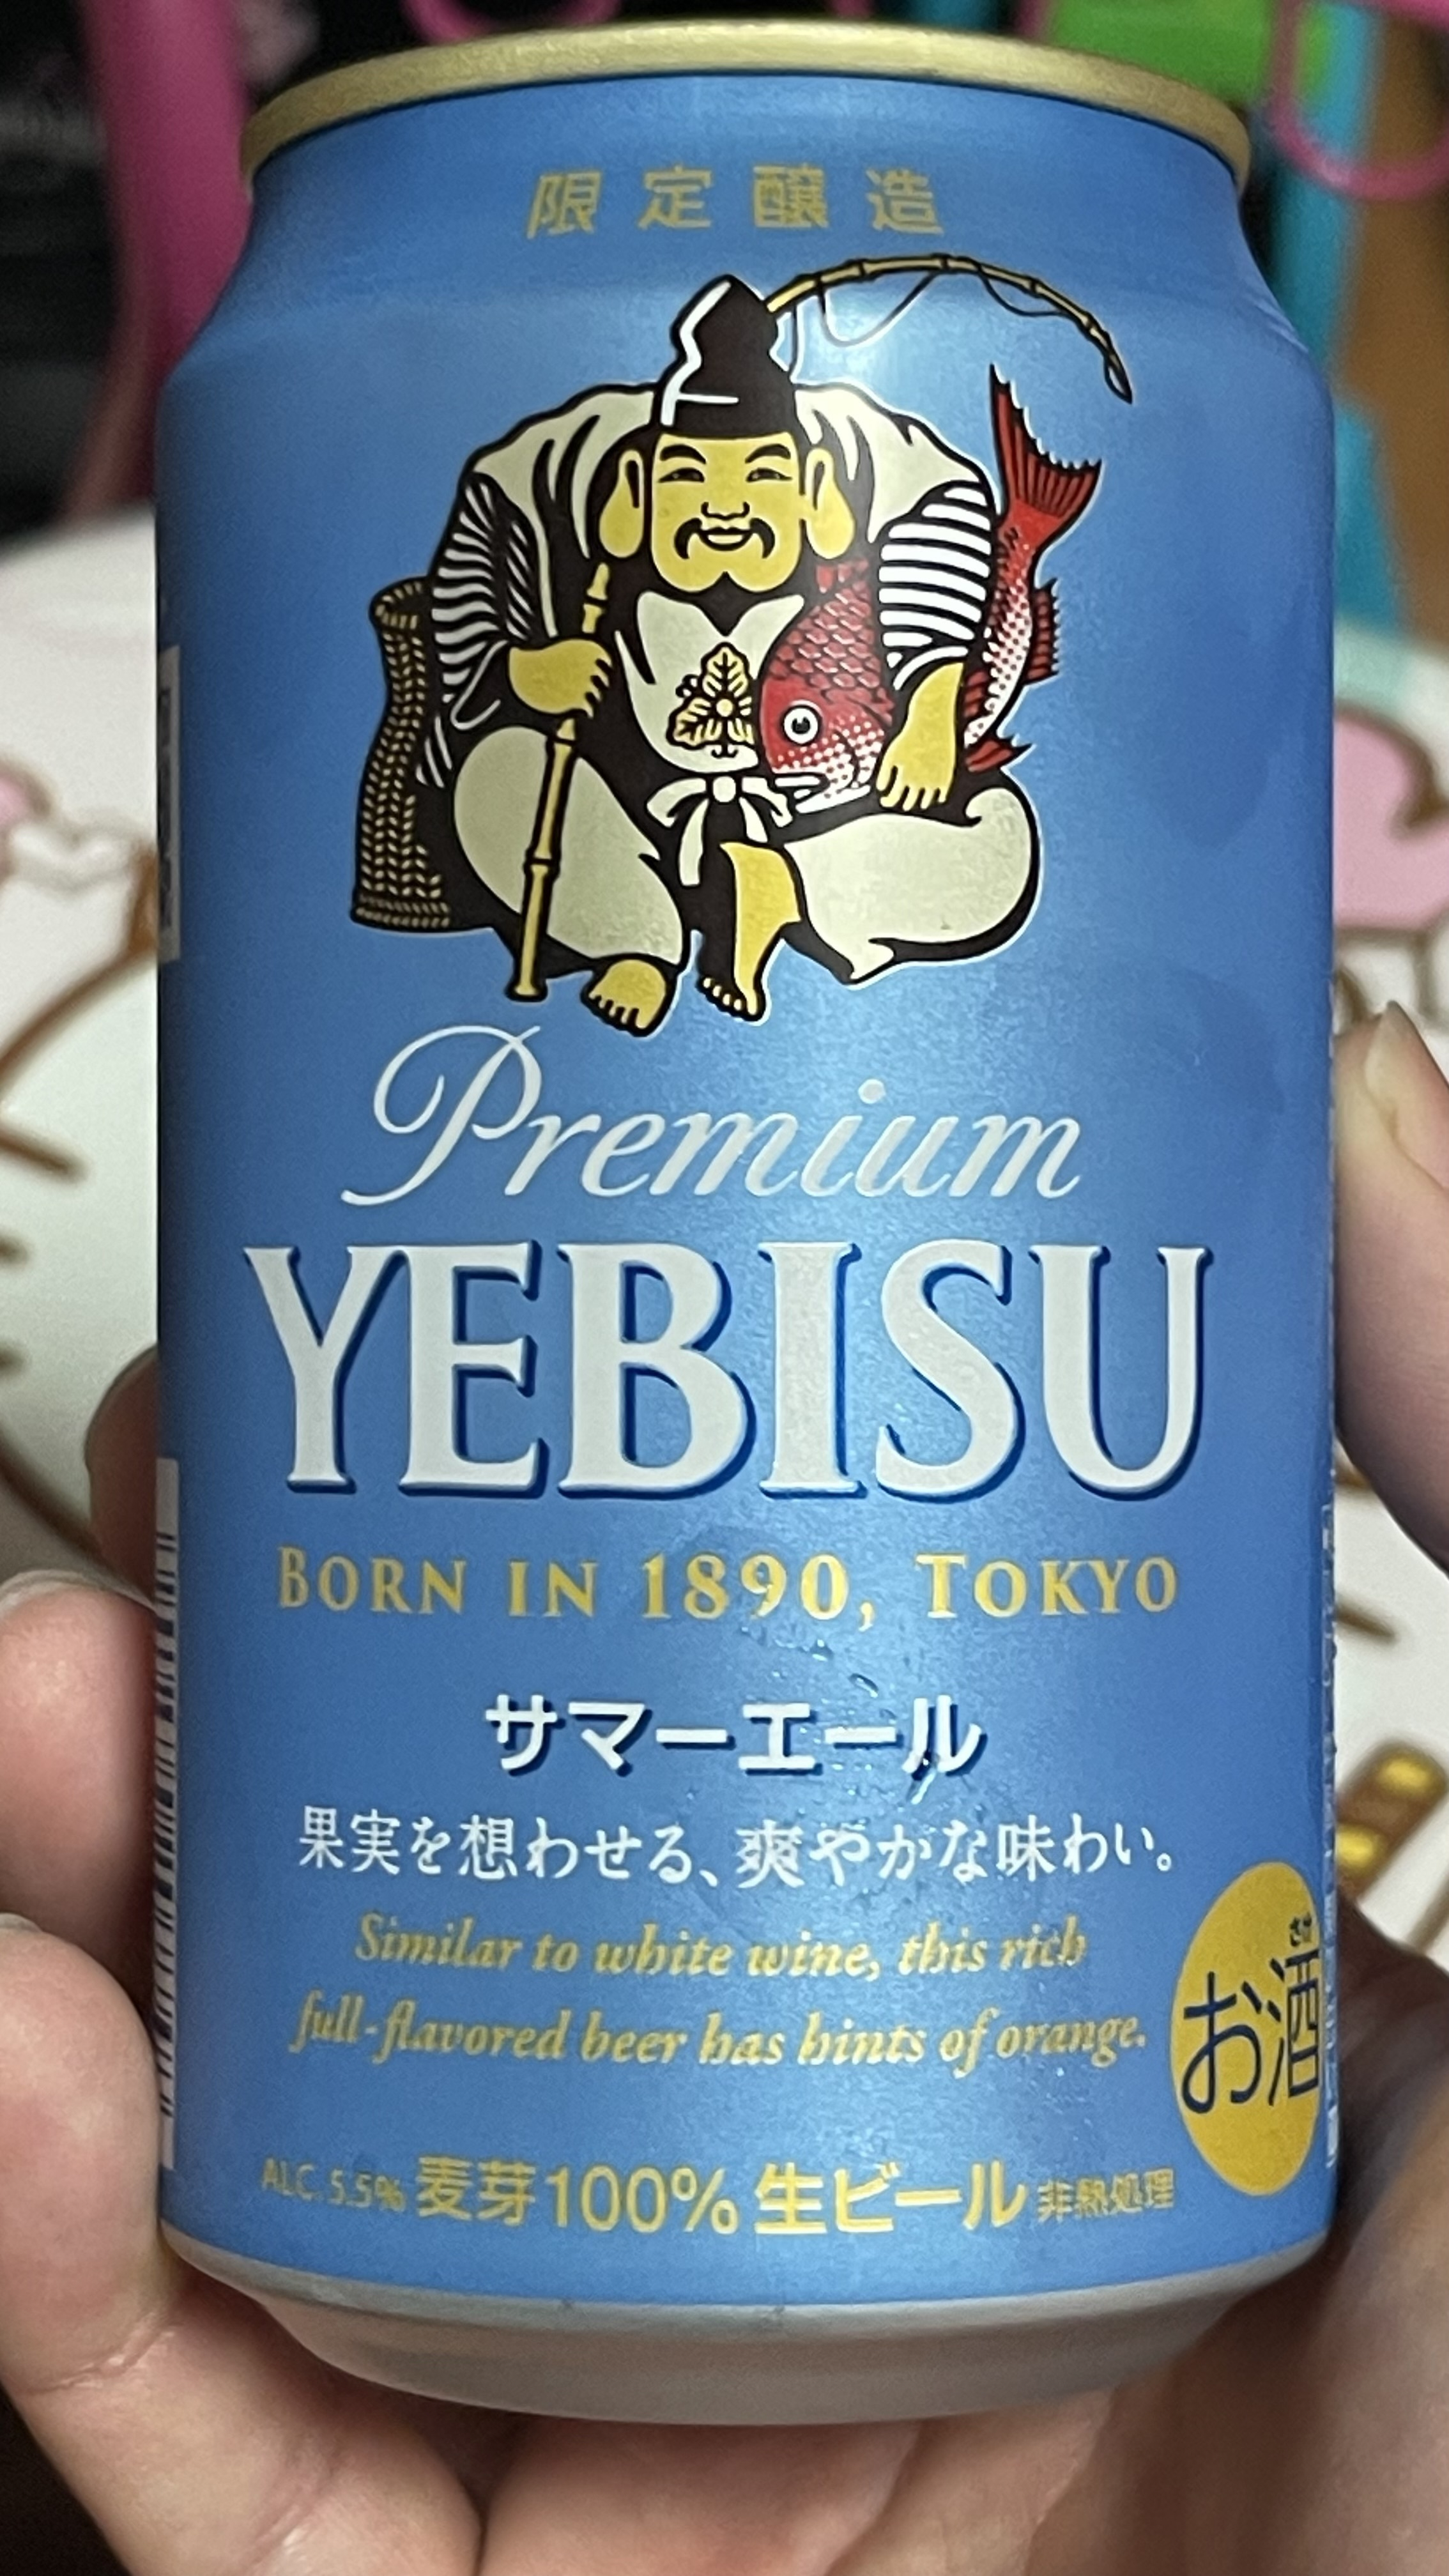 限定醸造
Premium
YEBISU
BORN IN 1890, TOKYO
サマーエール
果実を想わせる、爽やかな味わい。
Similar to white wine, this rich
full-flavored beer has hints of orange.
さけ
お酒
ALC.5.5% 麦芽100% 生ビール 非熱処理